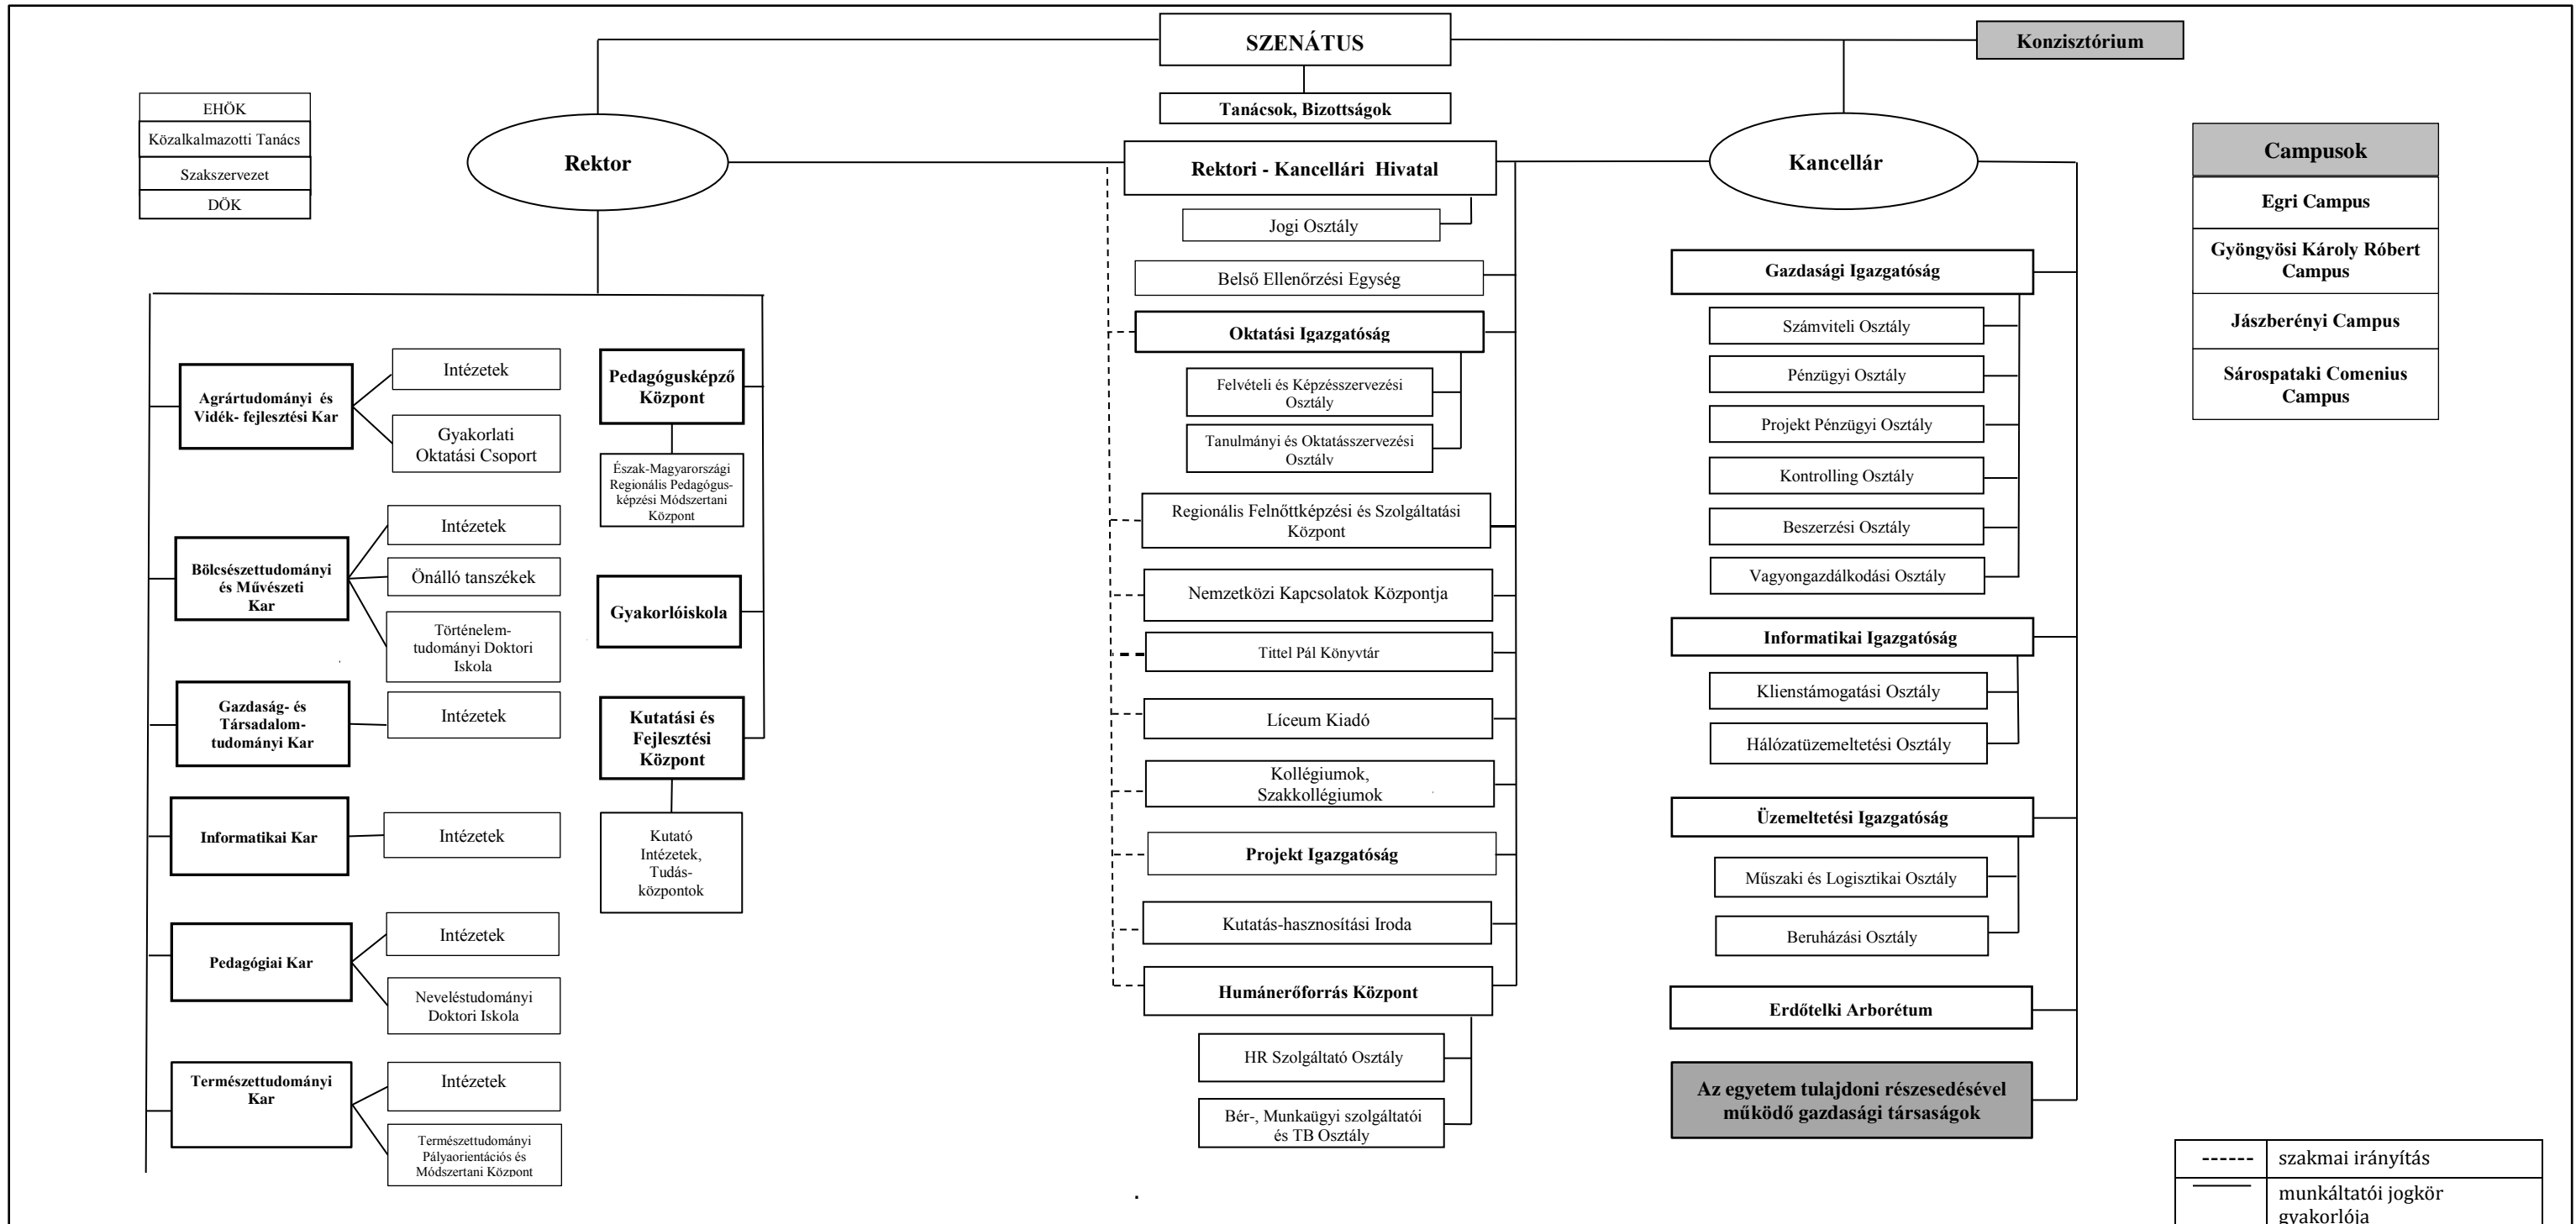 SZENÁTUS
Konzisztórium
Tanácsok, Bizottságok
EHÖK
Közalkalmazotti Tanács
Szakszervezet
DÖK
Rektor
Rektori - Kancellári Hivatal
Kancellár
Jogi Osztály
Belső Ellenőrzési Egység
Oktatási Igazgatóság
Felvételi és Képzésszervezési
Osztály
Tanulmányi és Oktatásszervezési
Osztály
Regionális Felnőttképzési és Szolgáltatási
Központ
Nemzetközi Kapcsolatok Központja
Tittel Pál Könyvtár
Líceum Kiadó
Kollégiumok,
Szakkollégiumok
Projekt Igazgatóság
Kutatás-hasznosítási Iroda
Humánerőforrás Központ
HR Szolgáltató Osztály
Bér-, Munkaügyi szolgáltatói
és TB Osztály
Agrártudományi és
Vidék- fejlesztési Kar
Intézetek
Gyakorlati
Oktatási Csoport
Bölcsészettudományi
és Művészeti
Kar
Intézetek
Önálló tanszékek
Történelem-
tudományi Doktori
Iskola
Gazdaság- és
Társadalom-
tudományi Kar
Intézetek
Informatikai Kar
Intézetek
Pedagógiai Kar
Intézetek
Neveléstudományi
Doktori Iskola
Természettudományi
Kar
Intézetek
Természettudományi
Pályaorientációs és
Módszertani Központ
Pedagógusképző
Központ
Észak-Magyarországi
Regionális Pedagógus-
képzési Módszertani
Központ
Gyakorlóiskola
Kutatási és
Fejlesztési
Központ
Kutató
Intézetek,
Tudás-
központok
Gazdasági Igazgatóság
Számviteli Osztály
Pénzügyi Osztály
Projekt Pénzügyi Osztály
Kontrolling Osztály
Beszerzési Osztály
Vagyongazdálkodási Osztály
Informatikai Igazgatóság
Klienstámogatási Osztály
Hálózatüzemeltetési Osztály
Üzemeltetési Igazgatóság
Műszaki és Logisztikai Osztály
Beruházási Osztály
Erdőtelki Arborétum
Az egyetem tulajdoni részesedésével
működő gazdasági társaságok
Campusok
Egri Campus
Gyöngyösi Károly Róbert
Campus
Jászberényi Campus
Sárospataki Comenius
Campus
szakmai irányítás
munkáltatói jogkör
gyakorlója